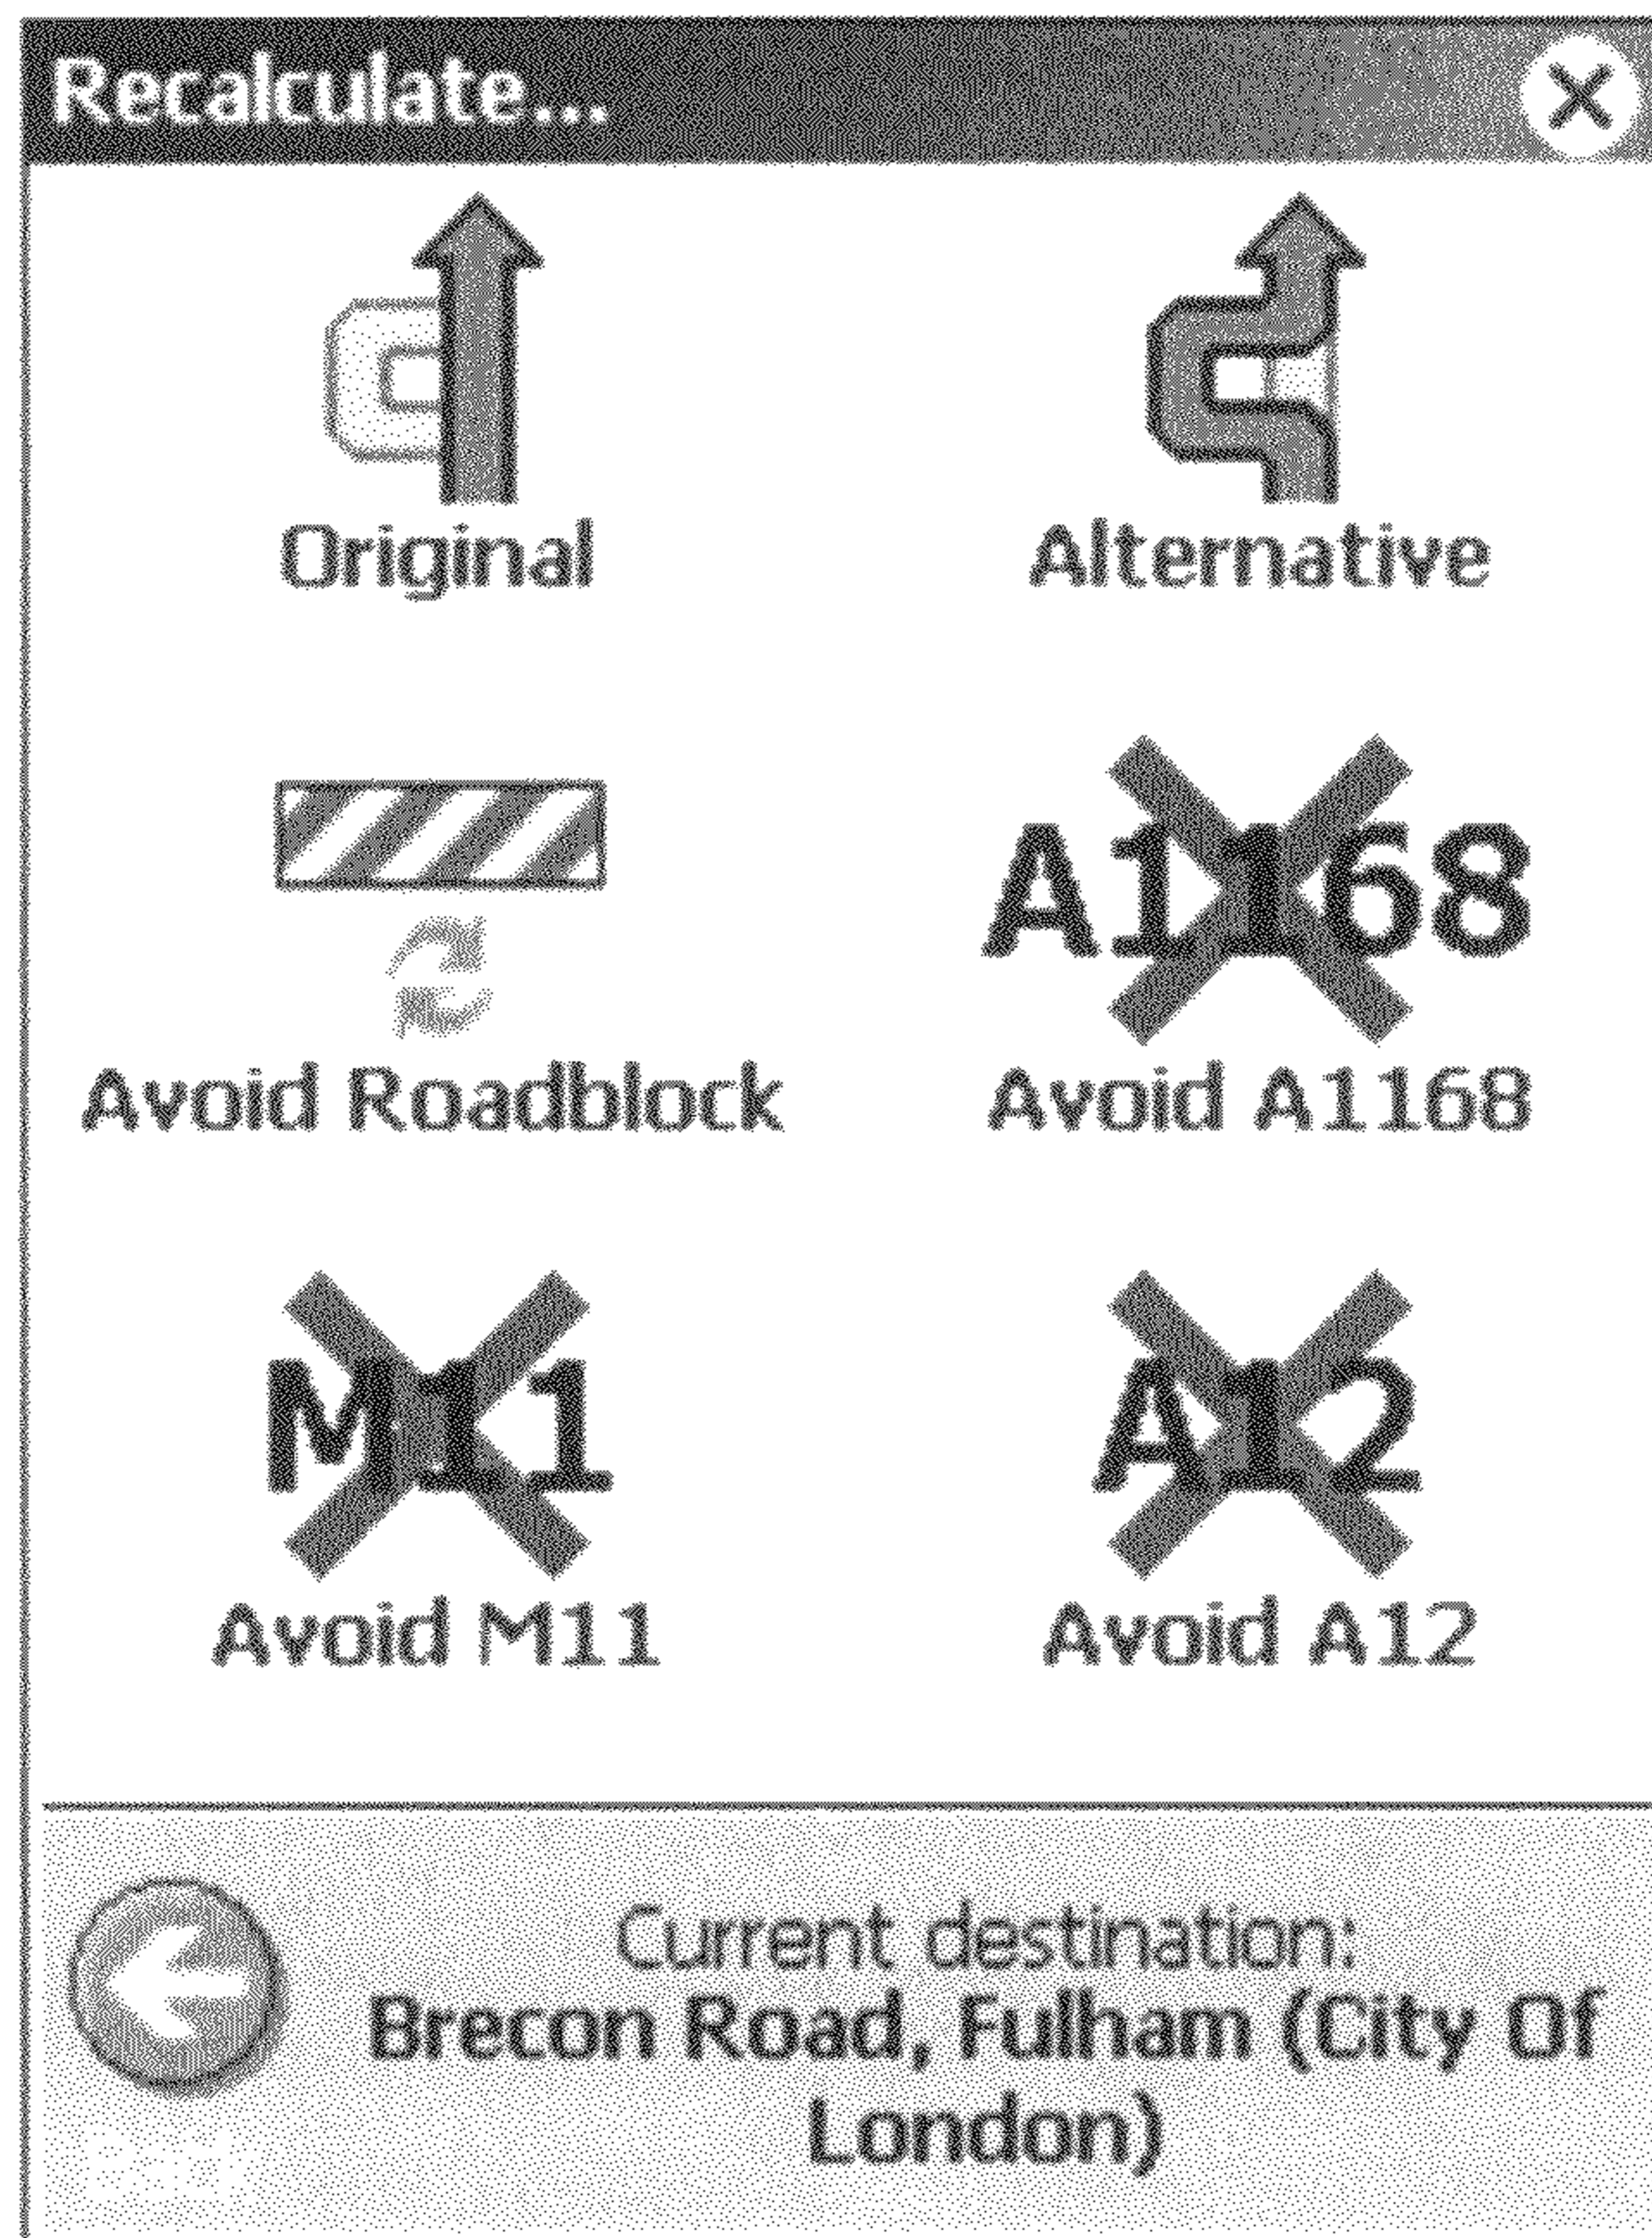 Recalculate...
Original
Alternative
A1168
Avoid Roadblock
Avoid A1168
M11
A12
Avoid M11
Avoid A12
Current destination:
Brecon Road, Fulham (City Of
London)